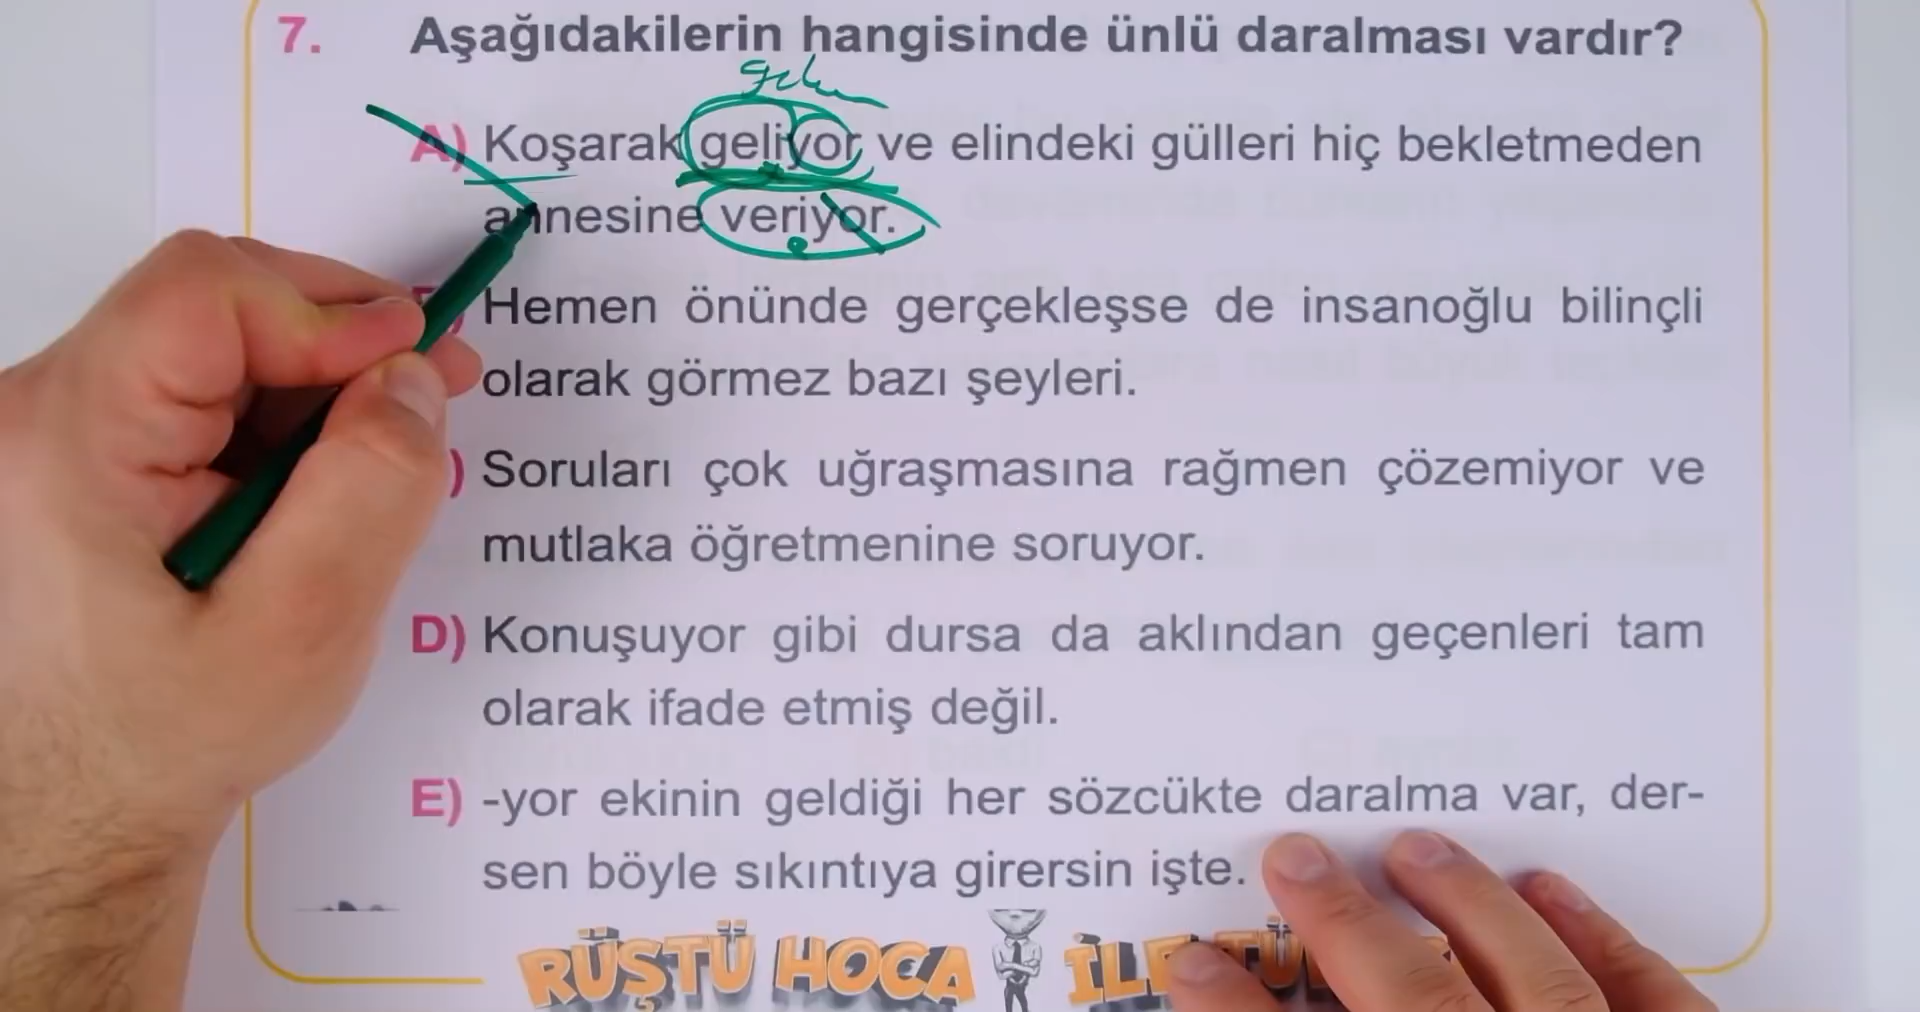 7. Aşağıdakilerin hangisinde ünlü daralması vardır?
A) Koşarak geliyor ve elindeki gülleri hiç bekletmeden
annesine veriyor.
Hemen önünde gerçekleşse de insanoğlu bilinçli
olarak görmez bazı şeyleri.
) Soruları çok uğraşmasına rağmen çözemiyor ve
mutlaka öğretmenine soruyor.
D) Konuşuyor gibi dursa da aklından geçenleri tam
olarak ifade etmiş değil.
E) -yor ekinin geldiği her sözcükte daralma var, der-
sen böyle sıkıntıya girersin işte.
RÜŞTÜ HOCA İLE